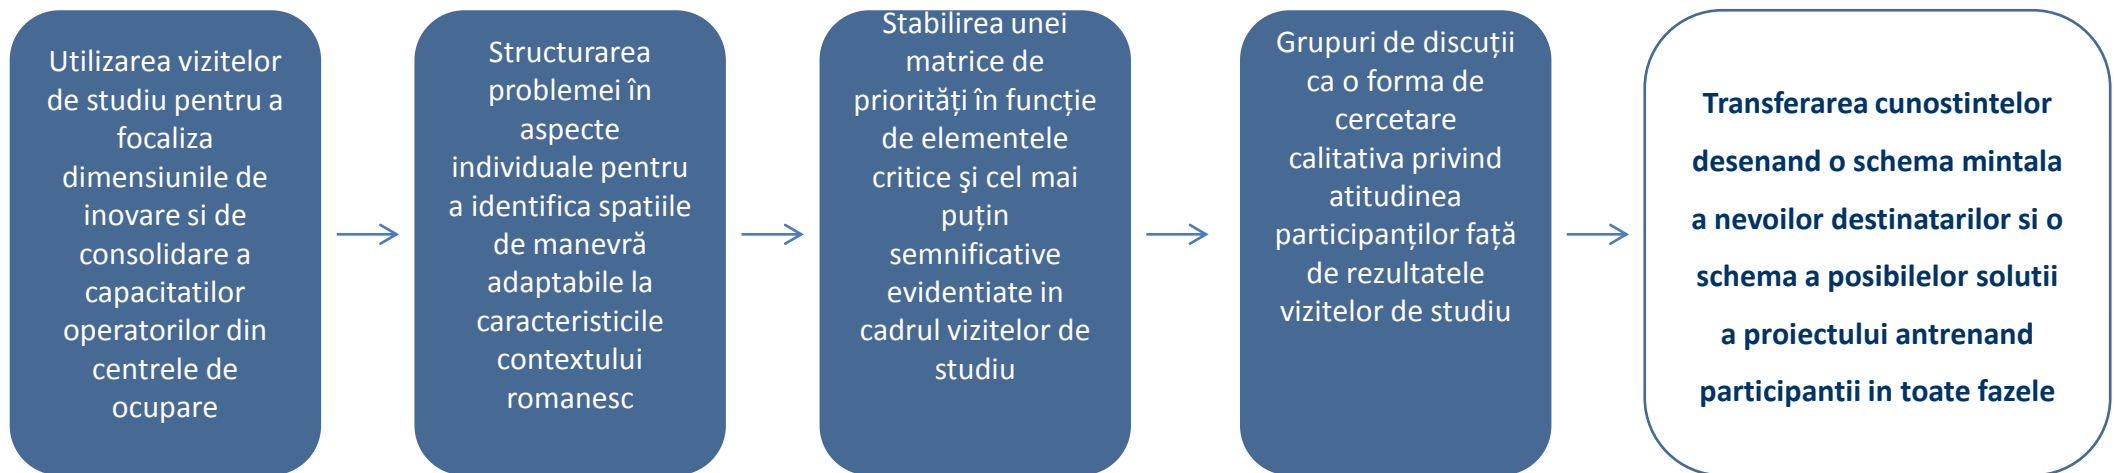 Utilizarea vizitelor
de studiu pentru a
focaliza
dimensiunile de
inovare si de
consolidare a
capacitatilor
operatorilor din
centrele de
ocupare
Structurarea
problemei în
aspecte
individuale pentru
a identifica spatiile
de manevră
adaptabile la
caracteristicile
contextului
romanesc
Stabilirea unei
matrice de
priorități în funcție
de elementele
critice şi cel mai
puțin
semnificative
evidentiate in
cadrul vizitelor de
studiu
Grupuri de discuții
ca o forma de
cercetare
calitativa privind
atitudinea
participanților față
de rezultatele
vizitelor de studiu
Transferarea cunostintelor
desenand o schema mintala
a nevoilor destinatarilor si o
schema a posibilelor solutii
a proiectului antrenand
participantii in toate fazele